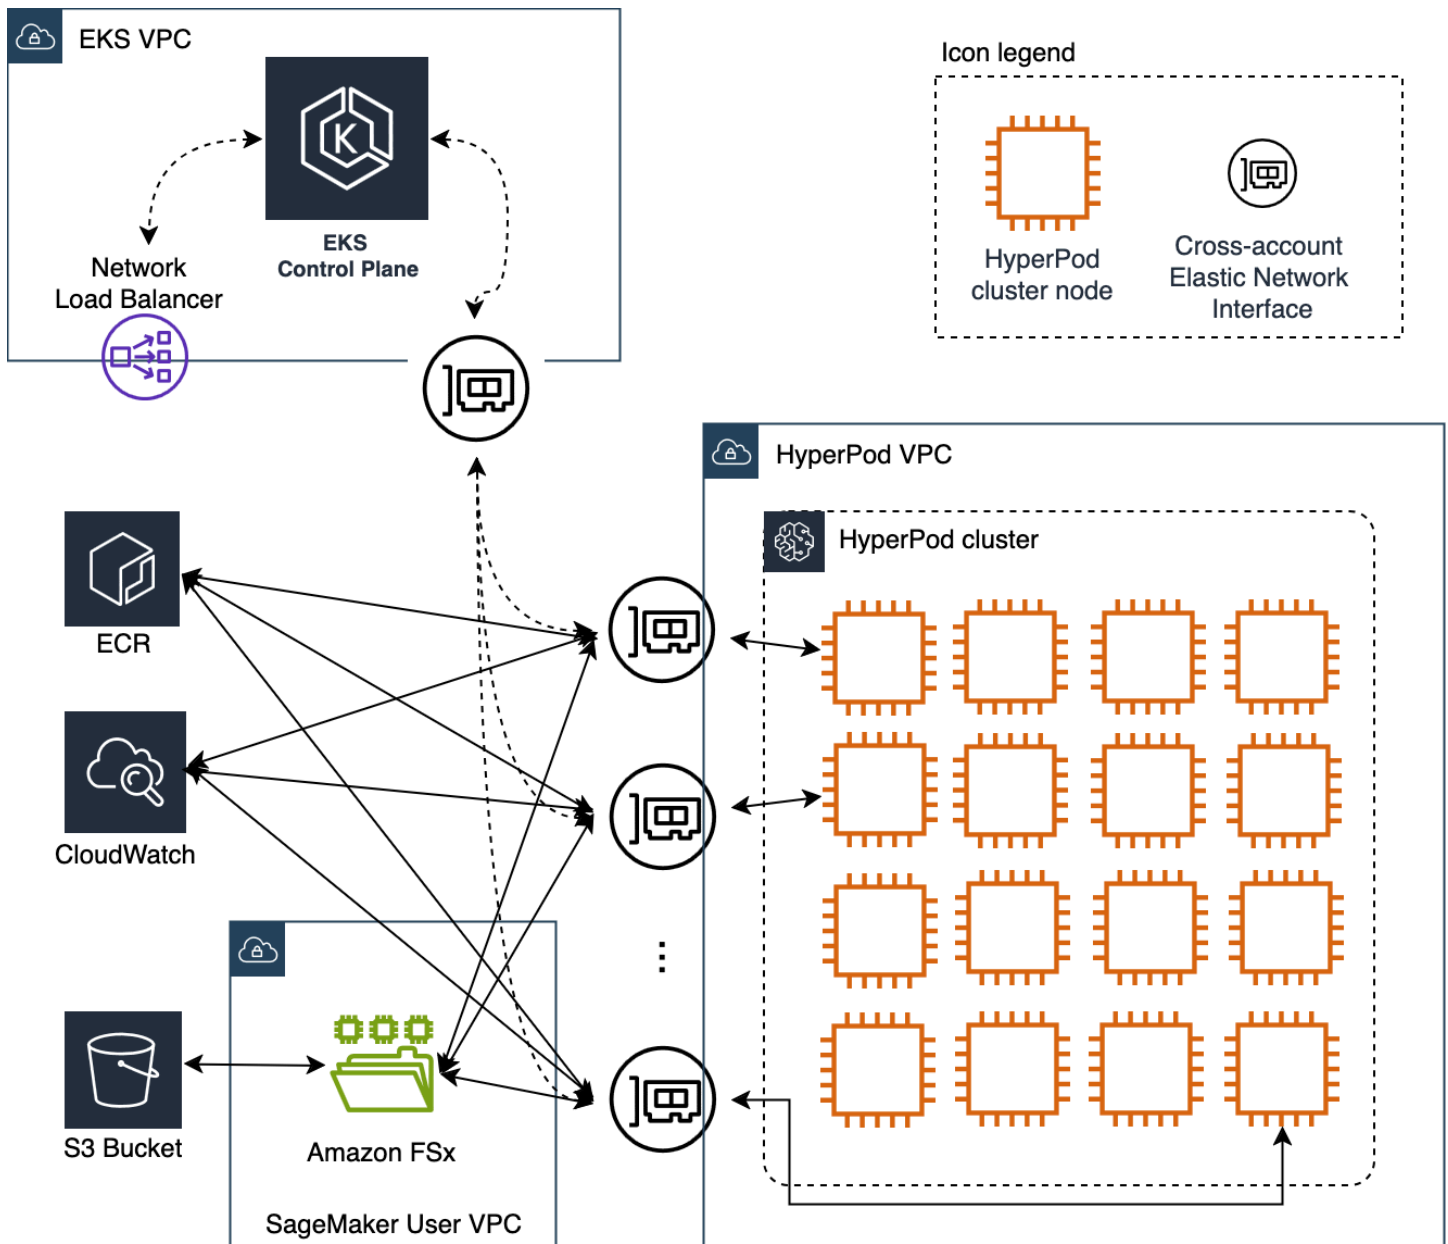 EKS VPC
K
EKS
Control Plane
Network
Load Balancer
Icon legend
HyperPod
cluster node
Cross-account
Elastic Network
Interface
HyperPod VPC
HyperPod cluster
ECR
CloudWatch
S3 Bucket
Amazon FSx
SageMaker User VPC